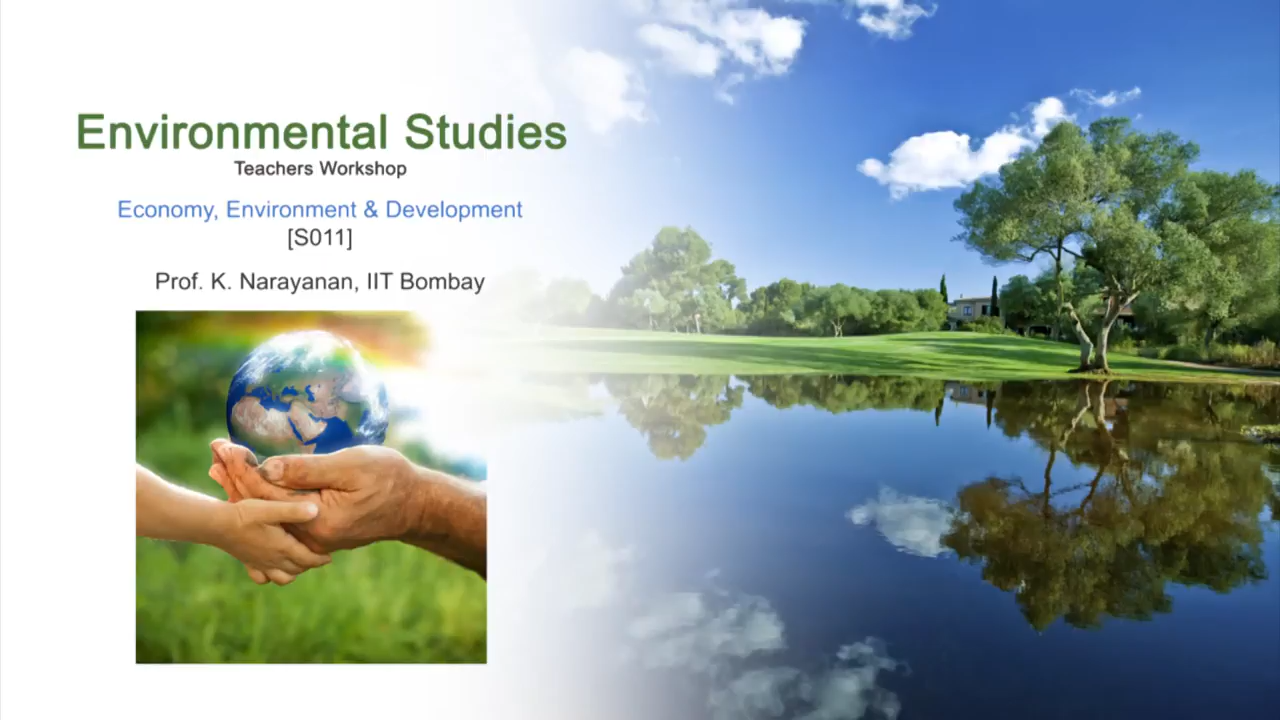 Environmental Studies
Teachers Workshop
Economy, Environment & Development
[S011]
Prof. K. Narayanan, IIT Bombay